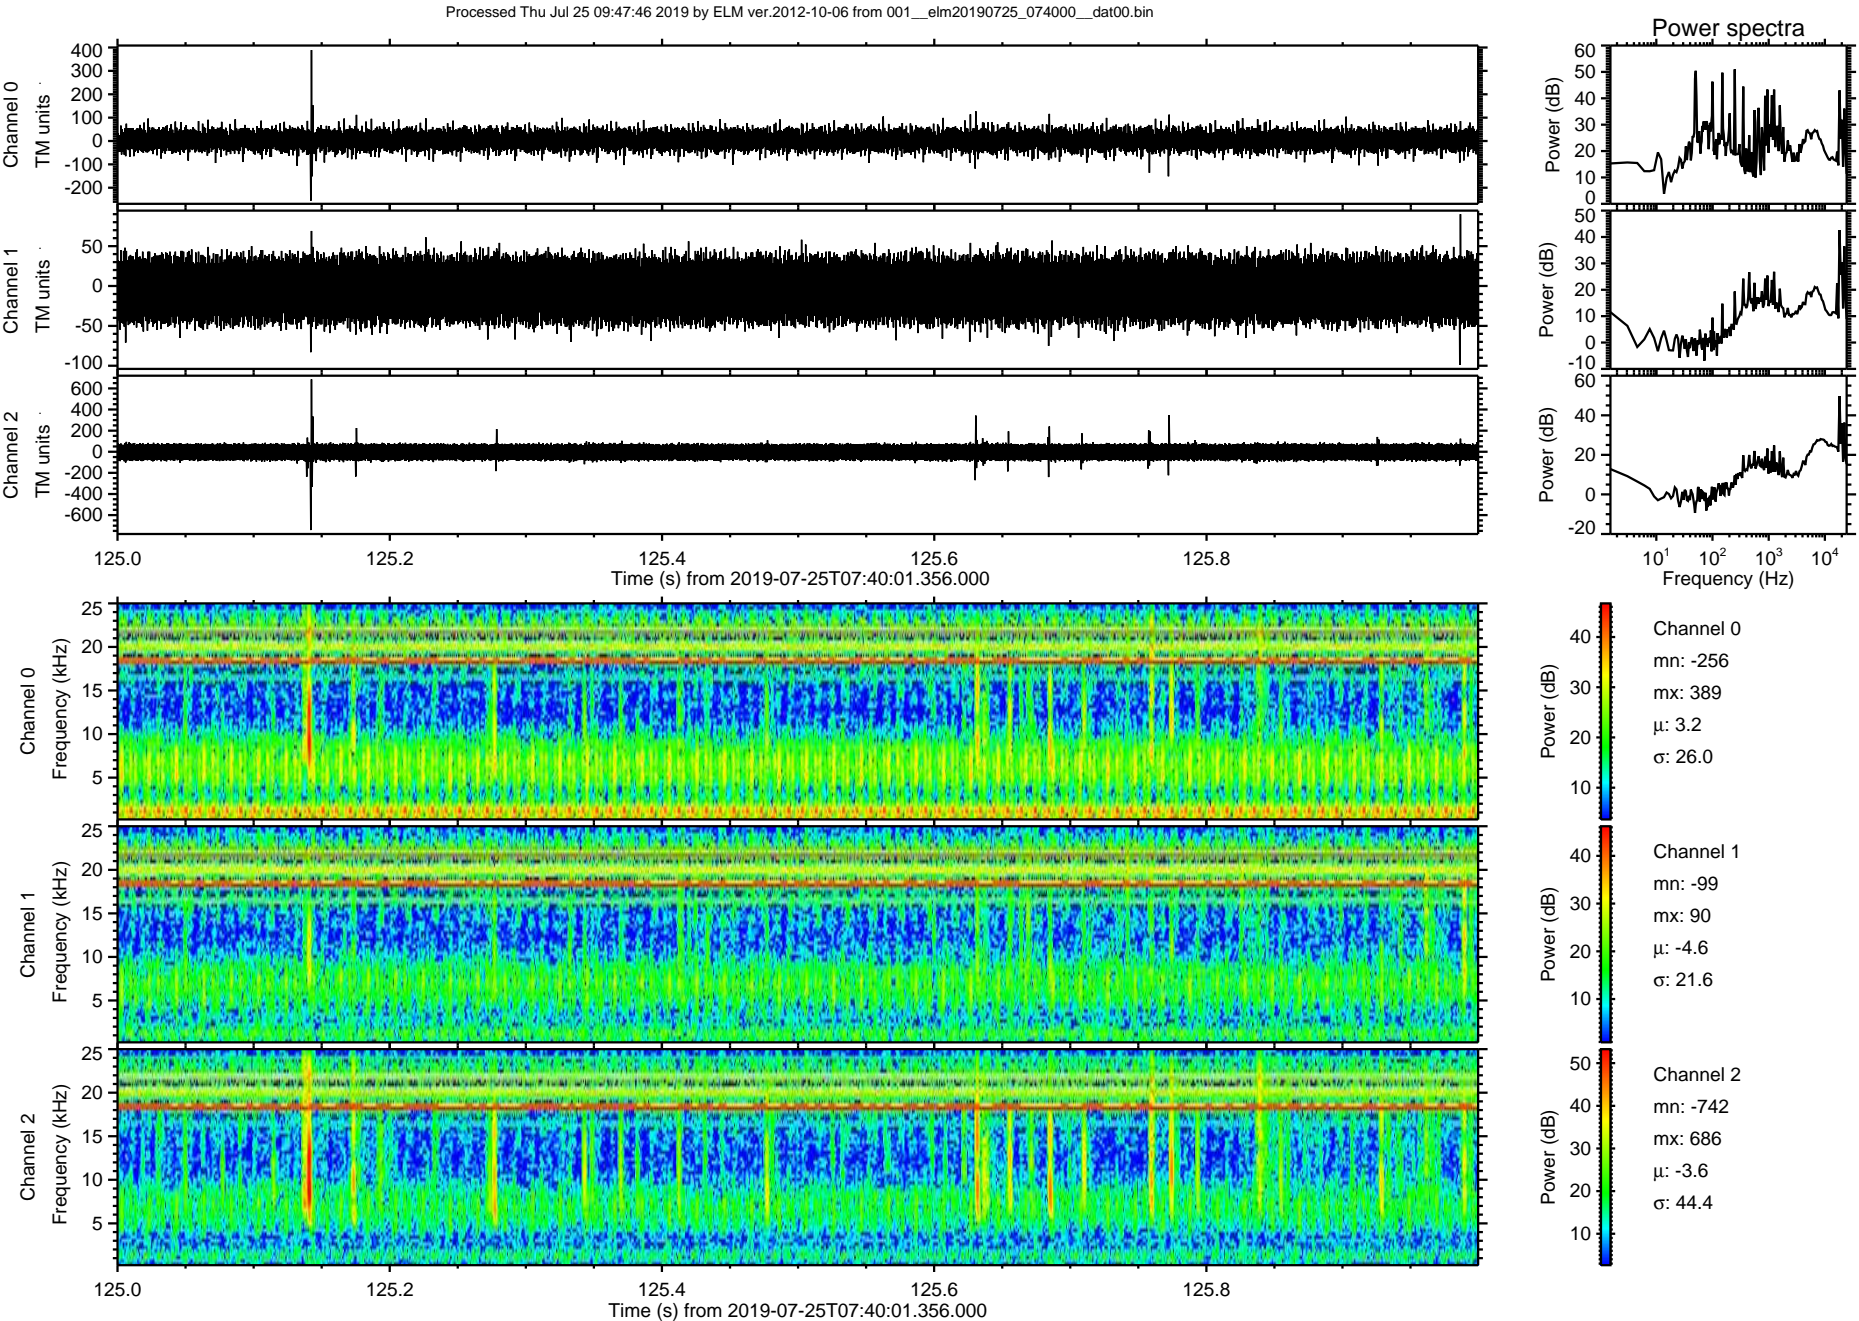 Processed Thu Jul 25 09:47:46 2019 by ELM ver.2012-10-06 from 001__elm20190725_074000__dat00.bin
Power spectra
Channel 0
TM units
400
300
200
100
0
-100
-200
Power (dB)
60
50
40
30
20
10
0
Channel 1
TM units
50
0
-50
-100
Power (dB)
50
40
30
20
10
0
-10
Channel 2
TM units
600
400
200
0
-200
-400
-600
Power (dB)
60
40
20
0
-20
125.0 125.2 125.4 125.6 125.8
10¹ 10² 10³ 10⁴
Time (s) from 2019-07-25T07:40:01.356.000
Frequency (Hz)
Channel 0
Frequency (kHz)
25
20
15
10
5
Power (dB)
40
30
20
10
Channel 0
mn: -256
mx: 389
μ: 3.2
σ: 26.0
Channel 1
Frequency (kHz)
25
20
15
10
5
Power (dB)
40
30
20
10
Channel 1
mn: -99
mx: 90
μ: -4.6
σ: 21.6
Channel 2
Frequency (kHz)
25
20
15
10
5
Power (dB)
50
40
30
20
10
Channel 2
mn: -742
mx: 686
μ: -3.6
σ: 44.4
125.0 125.2 125.4 125.6 125.8
Time (s) from 2019-07-25T07:40:01.356.000